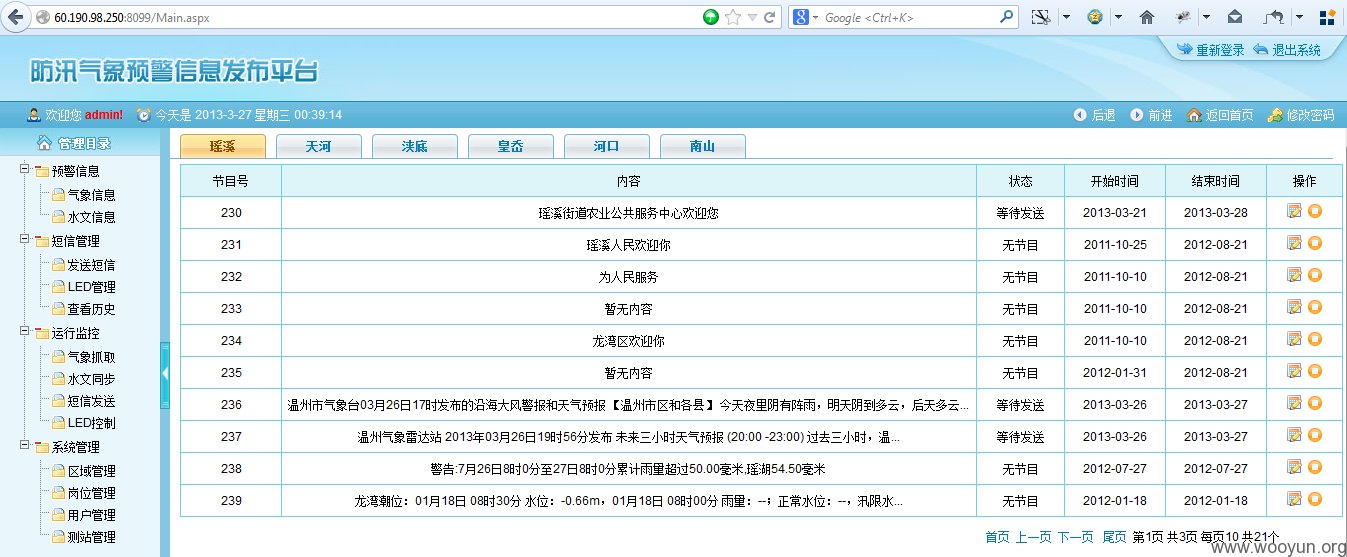 60.190.98.250:8099/Main.aspx
Google <Ctrl+K>
重新登录 退出系统
防汛气象预警信息发布平台
欢迎您 admin! 今天是 2013-3-27 星期三 00:39:14
后退 前进 返回首页 修改密码
管理目录
预警信息
气象信息
水文信息
短信管理
发送短信
LED管理
查看历史
运行监控
气象抓取
水文同步
短信发送
LED控制
系统管理
区域管理
岗位管理
用户管理
测站管理
瑶溪 天河 渎底 皇岙 河口 南山
节目号 内容 状态 开始时间 结束时间 操作
230 瑶溪街道农业公共服务中心欢迎您 等待发送 2013-03-21 2013-03-28
231 瑶溪人民欢迎你 无节目 2011-10-25 2012-08-21
232 为人民服务 无节目 2011-10-10 2012-08-21
233 暂无内容 无节目 2011-10-10 2012-08-21
234 龙湾区欢迎你 无节目 2011-10-10 2012-08-21
235 暂无内容 无节目 2012-01-31 2012-08-21
236 温州市气象台03月26日17时发布的沿海大风警报和天气预报【温州市区和各县】今天夜里阴有阵雨，明天阴到多云，后天多云... 等待发送 2013-03-26 2013-03-27
237 温州气象雷达站 2013年03月26日19时56分发布 未来三小时天气预报 (20:00 -23:00) 过去三小时，温... 等待发送 2013-03-26 2013-03-27
238 警告:7月26日8时0分至27日8时0分累计雨量超过50.00毫米.瑶湖54.50毫米 无节目 2012-07-27 2012-07-27
239 龙湾潮位：01月18日 08时30分 水位：-0.66m，01月18日 08时00分 雨量：--；正常水位：--，汛限水... 无节目 2012-01-18 2012-01-18
首页 上一页 下一页 尾页 第1页 共3页 每页10 共21个
www.wooyun.org